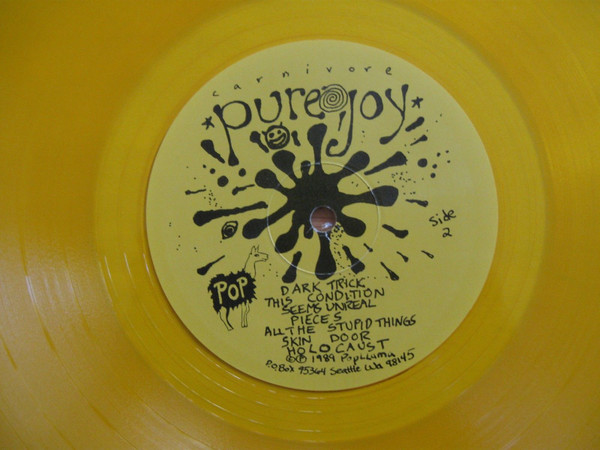 carnivore
pure joy
Side
2
POP
DARK TRICK
THIS CONDITION
SEEMS UNREAL
PIECES
ALL THE STUPID THINGS
SKIN DOOR
HOLOCAUST
©℗ 1989 PopLlama
P.O. Box 95364 Seattle Wa 98145